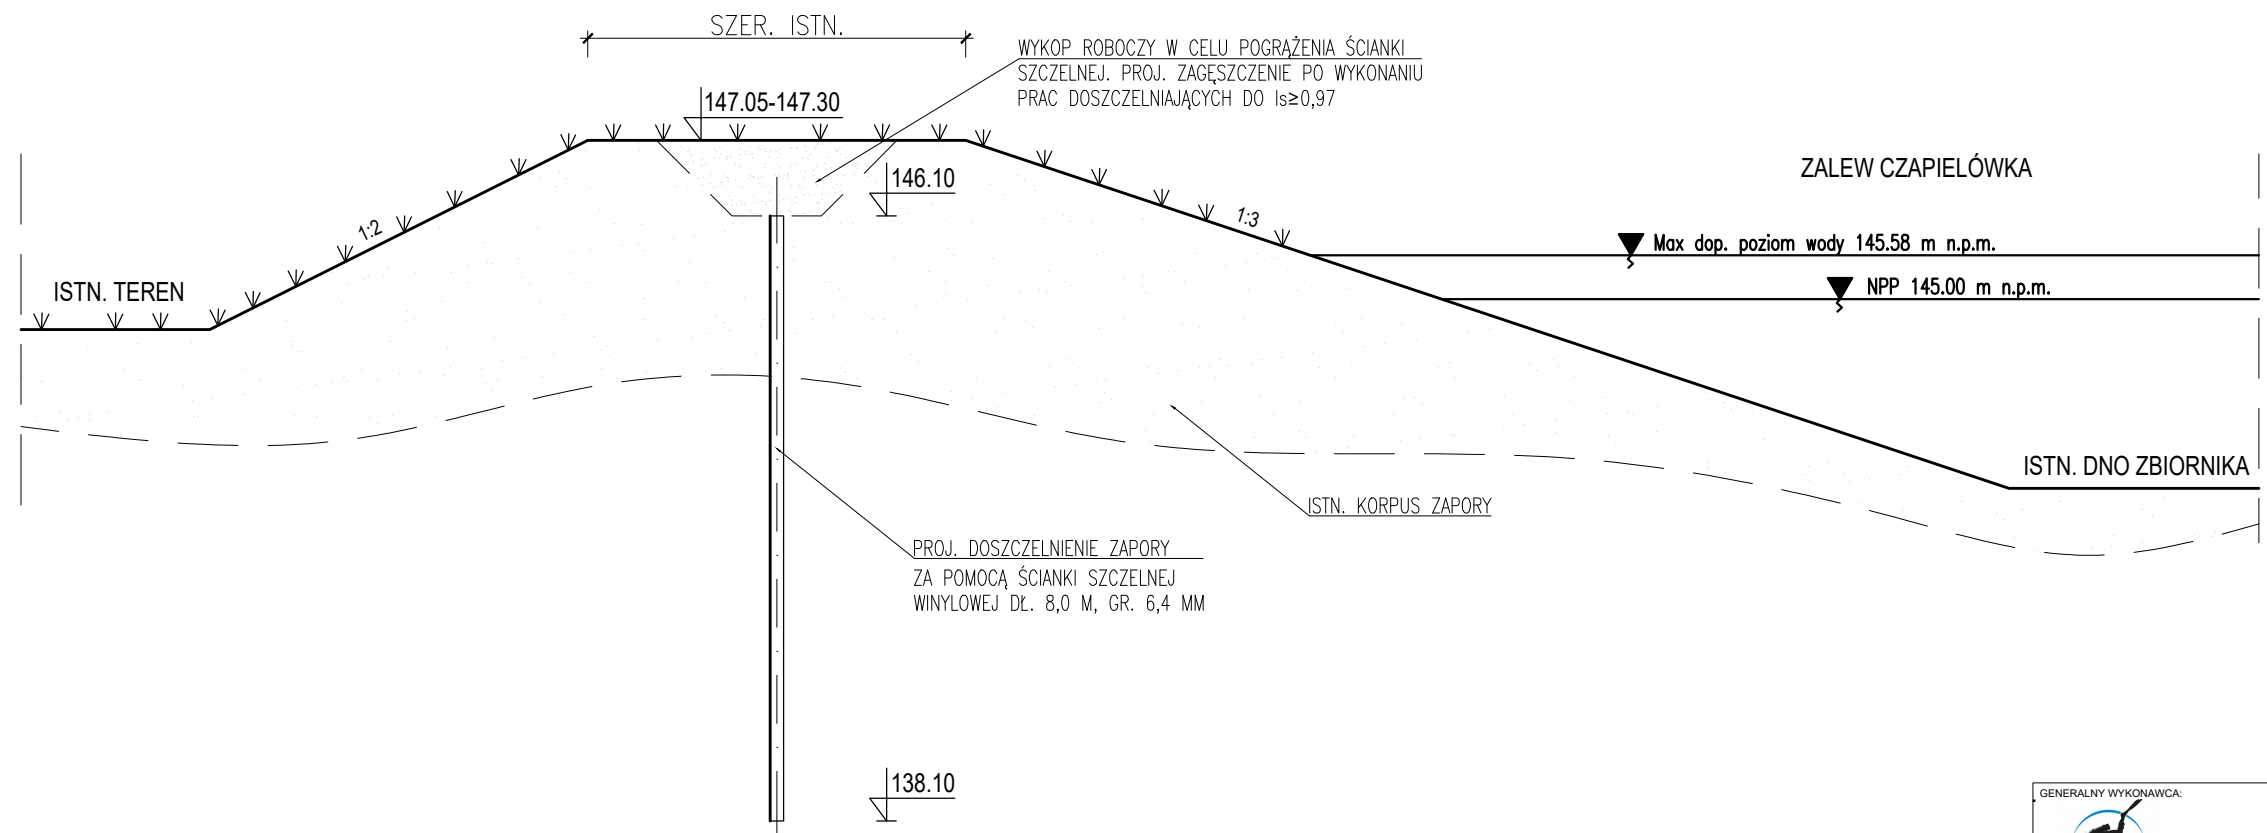 SZER. ISTN.
WYKOP ROBOCZY W CELU POGRĄŻENIA ŚCIANKI
SZCZELNEJ. PROJ. ZAGĘSZCZENIE PO WYKONANIU
PRAC DOSZCZELNIAJĄCYCH DO Is≥0,97
147.05-147.30
146.10
ZALEW CZAPIELÓWKA
1:2
1:3
Max dop. poziom wody 145.58 m n.p.m.
ISTN. TEREN
NPP 145.00 m n.p.m.
ISTN. DNO ZBIORNIKA
ISTN. KORPUS ZAPORY
PROJ. DOSZCZELNIENIE ZAPORY
ZA POMOCĄ ŚCIANKI SZCZELNEJ
WINYLOWEJ DŁ. 8,0 M, GR. 6,4 MM
138.10
GENERALNY WYKONAWCA: